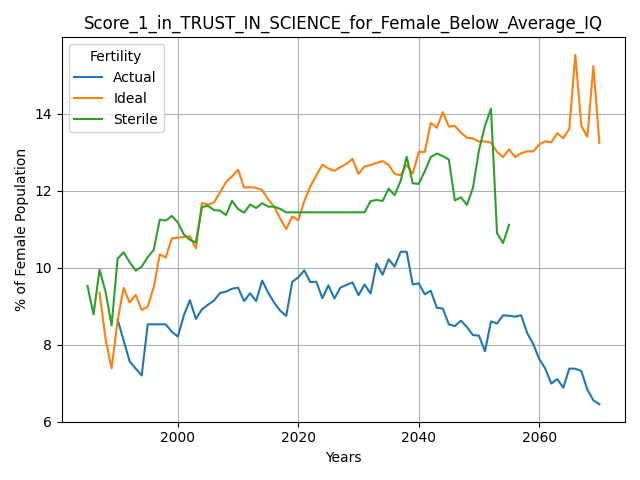 Score_1_in_TRUST_IN_SCIENCE_for_Female_Below_Average_IQ
Fertility
Actual
Ideal
Sterile
% of Female Population
14
12
10
8
6
2000
2020
2040
2060
Years